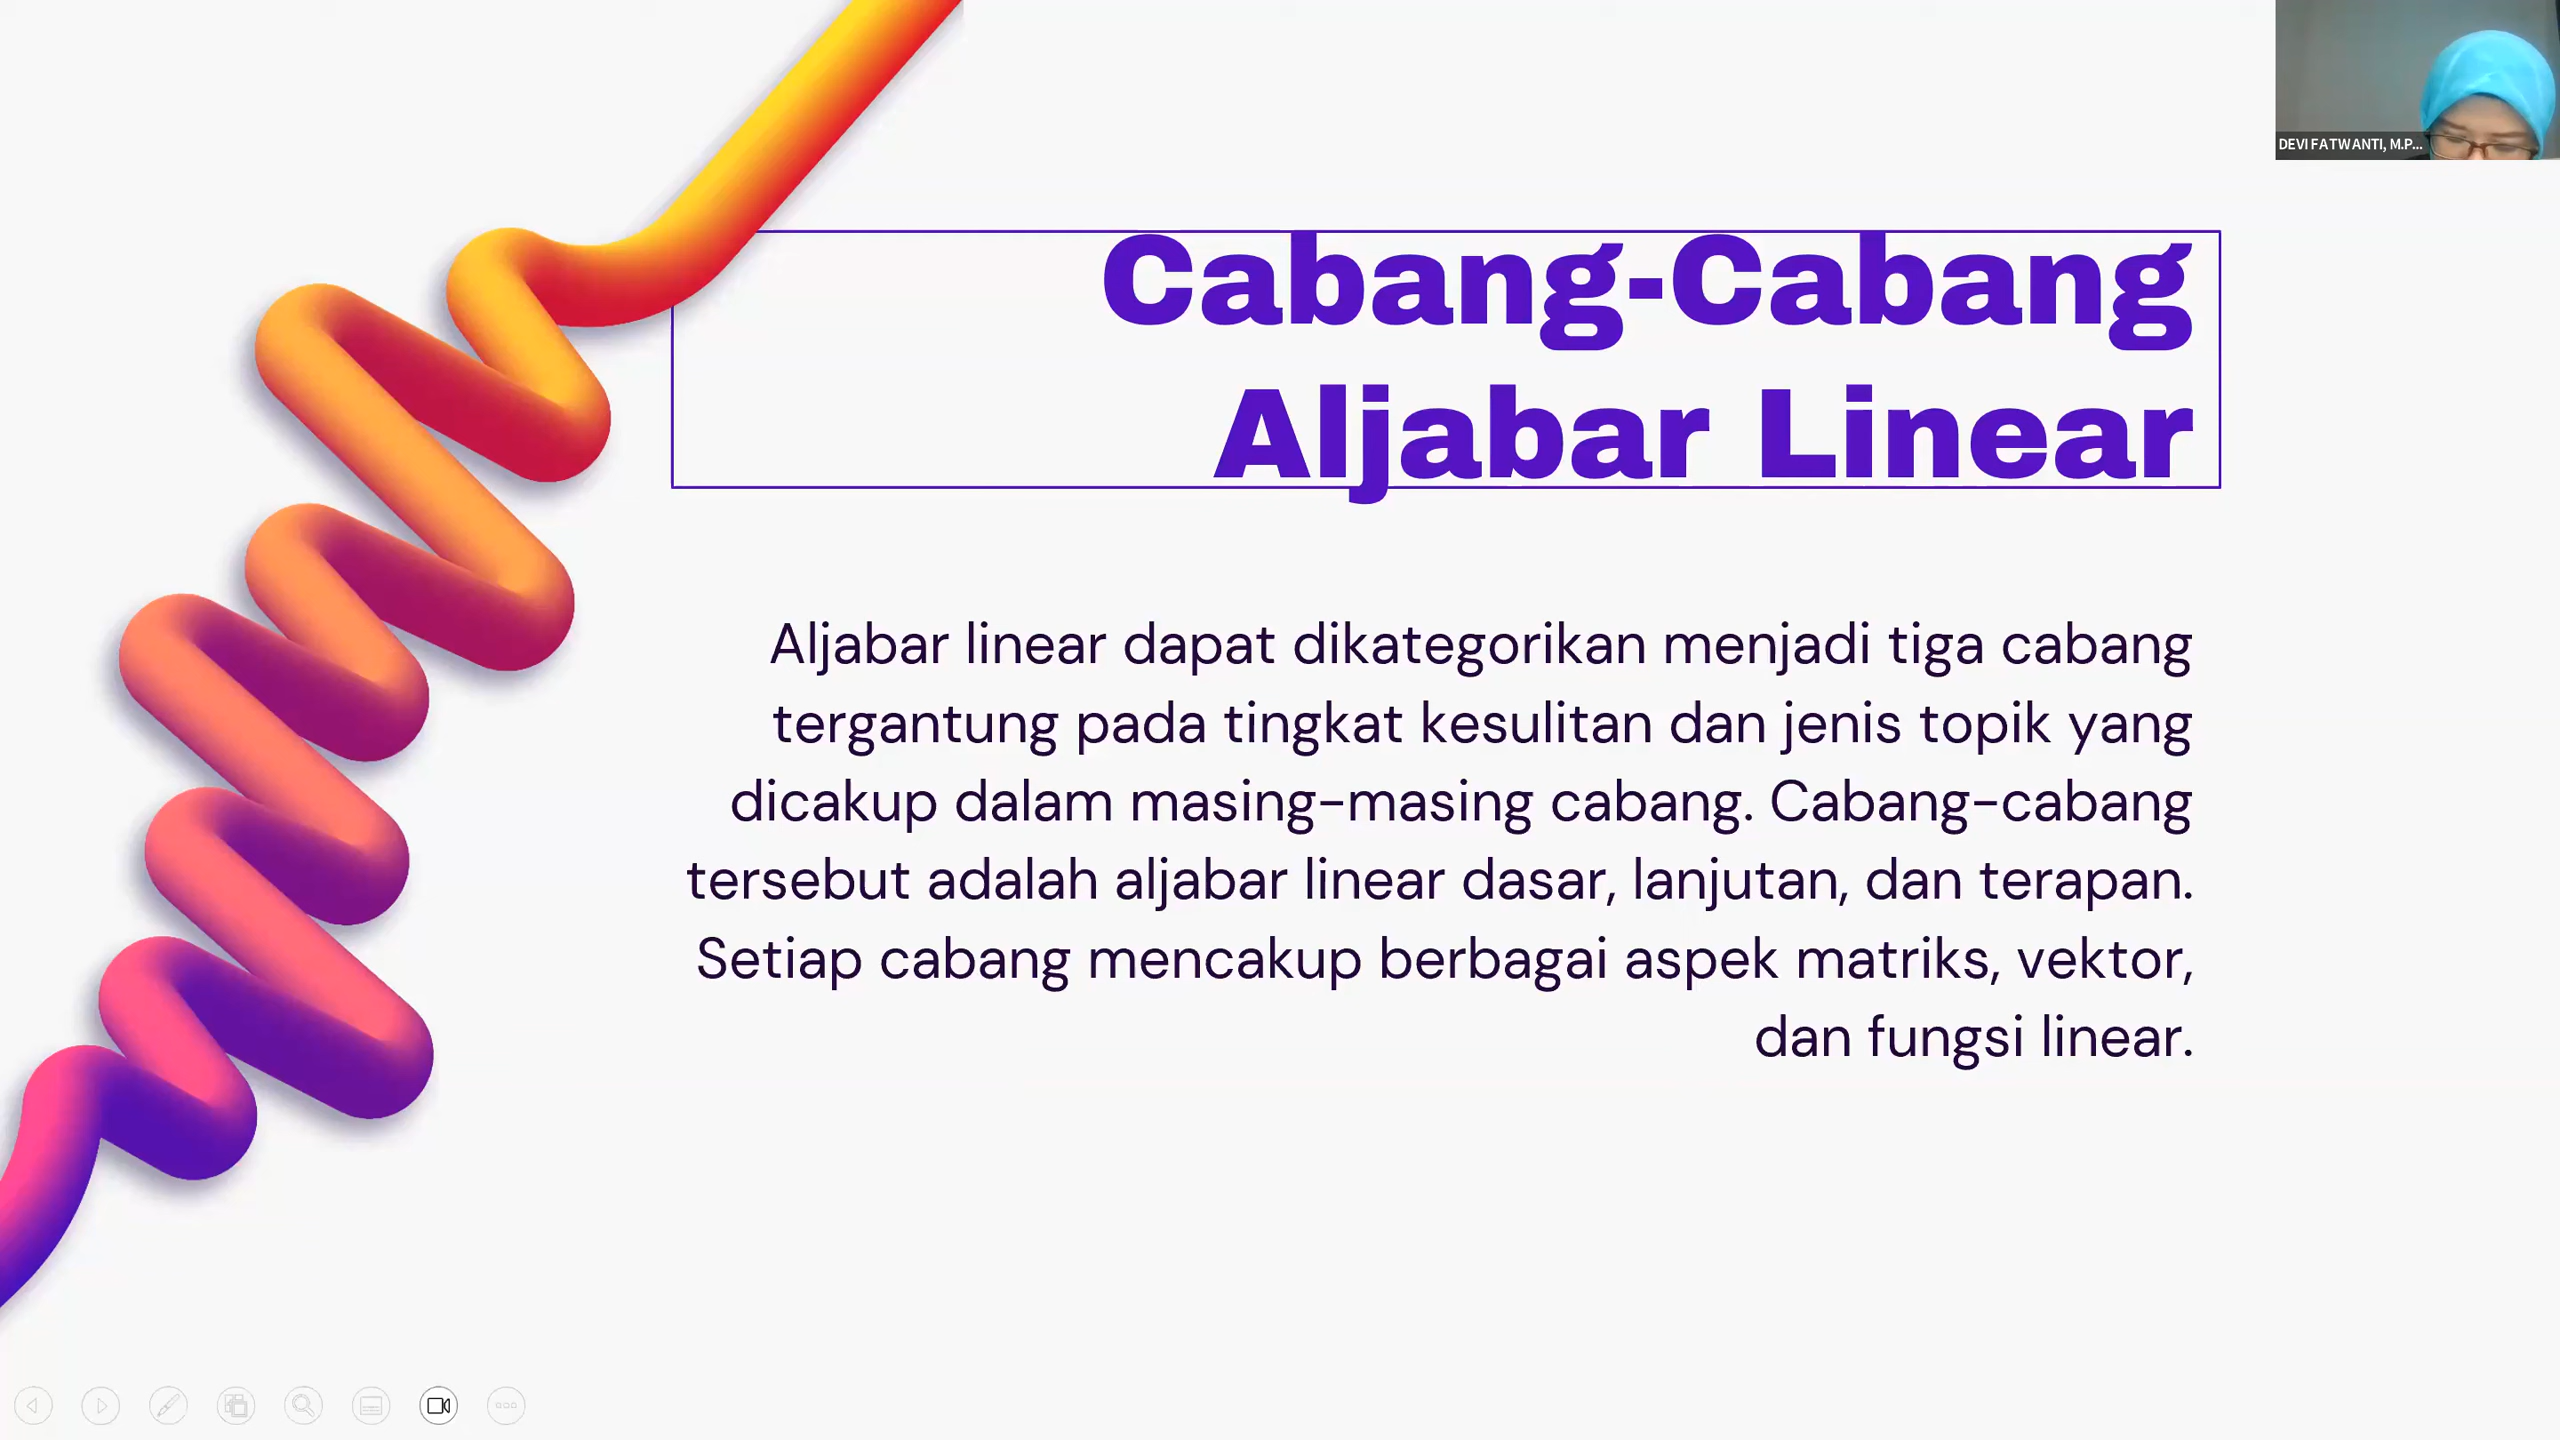 DEVI FATWANTI, M.P...
Cabang-Cabang
Aljabar Linear
Aljabar linear dapat dikategorikan menjadi tiga cabang
tergantung pada tingkat kesulitan dan jenis topik yang
dicakup dalam masing-masing cabang. Cabang-cabang
tersebut adalah aljabar linear dasar, lanjutan, dan terapan.
Setiap cabang mencakup berbagai aspek matriks, vektor,
dan fungsi linear.